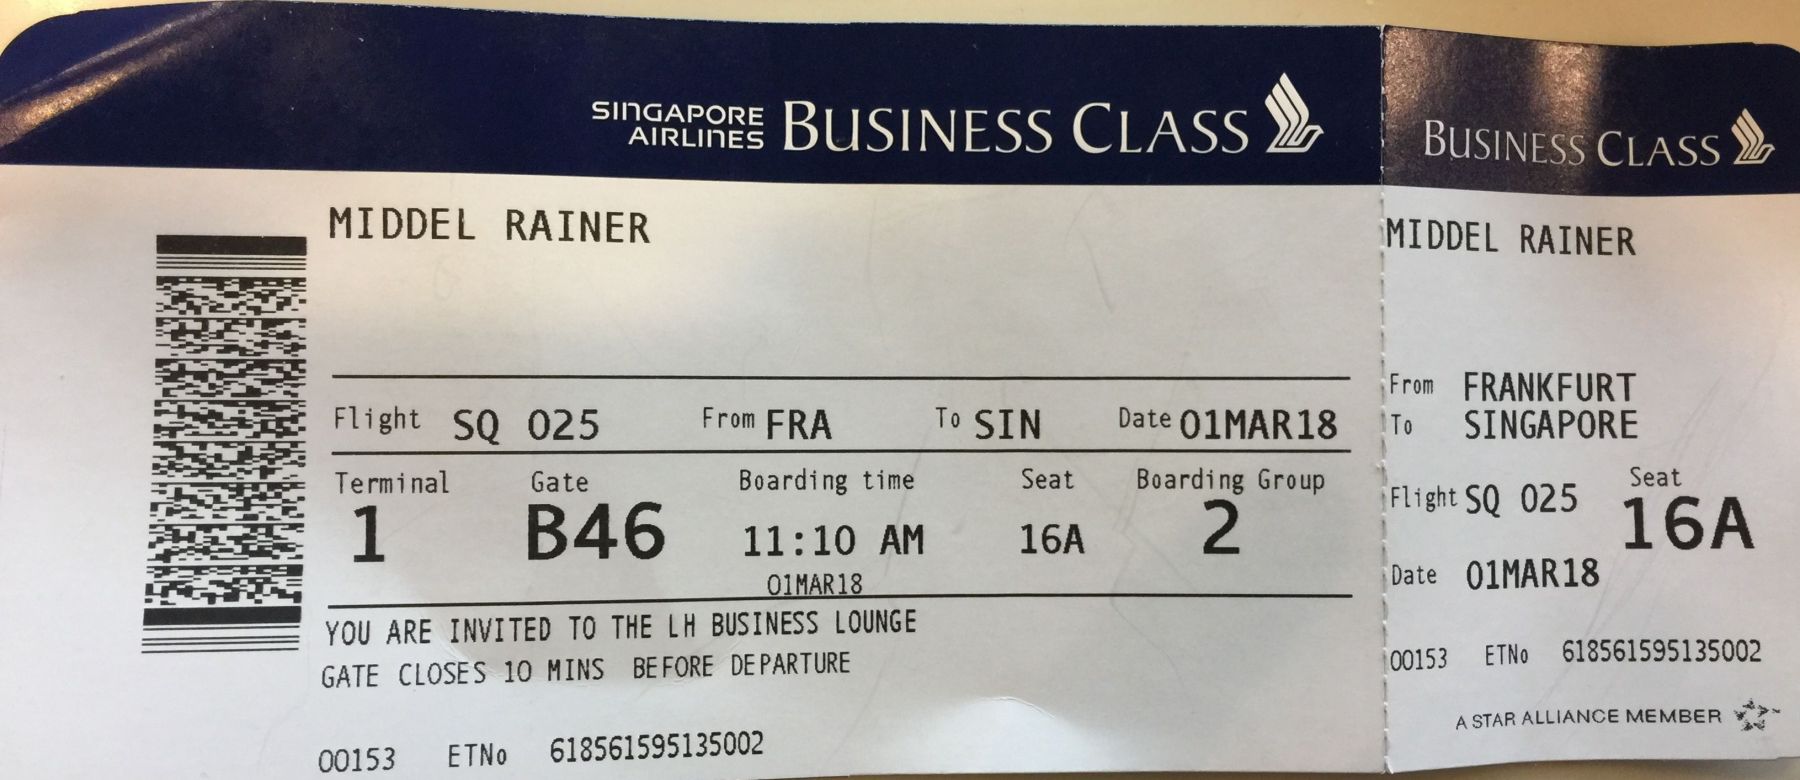 SINGAPORE AIRLINES BUSINESS CLASS
MIDDEL RAINER
Flight SQ 025 From FRA To SIN Date 01MAR18
Terminal Gate Boarding time Seat Boarding Group
1 B46 11:10 AM 16A 2
01MAR18
YOU ARE INVITED TO THE LH BUSINESS LOUNGE
GATE CLOSES 10 MINS BEFORE DEPARTURE
00153 ETNo 618561595135002
BUSINESS CLASS
MIDDEL RAINER
From FRANKFURT
To SINGAPORE
Flight SQ 025 Seat 16A
Date 01MAR18
00153 ETNo 618561595135002
A STAR ALLIANCE MEMBER